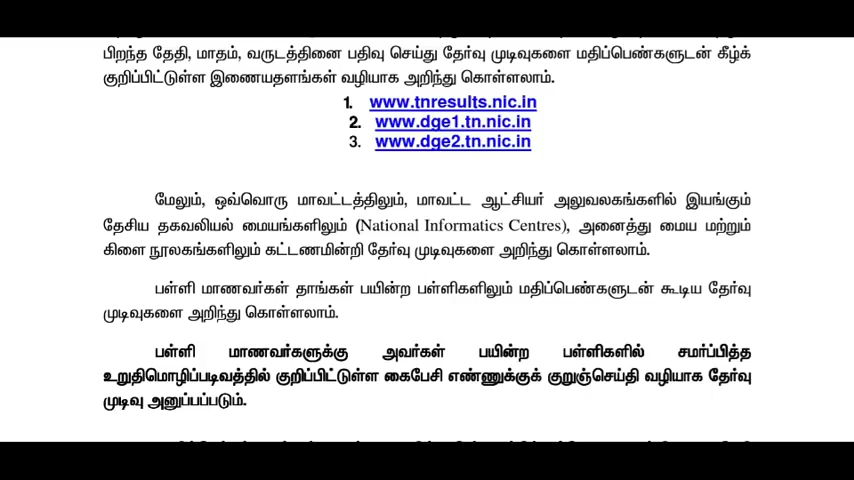 பிறந்த தேதி, மாதம், வருடத்தினை பதிவு செய்து தேர்வு முடிவுகளை மதிப்பெண்களுடன் கீழ்க்
குறிப்பிட்டுள்ள இணையதளங்கள் வழியாக அறிந்து கொள்ளலாம்.
1. www.tnresults.nic.in
2. www.dge1.tn.nic.in
3. www.dge2.tn.nic.in
மேலும், ஒவ்வொரு மாவட்டத்திலும், மாவட்ட ஆட்சியர் அலுவலகங்களில் இயங்கும்
தேசிய தகவலியல் மையங்களிலும் (National Informatics Centres), அனைத்து மைய மற்றும்
கிளை நூலகங்களிலும் கட்டணமின்றி தேர்வு முடிவுகளை அறிந்து கொள்ளலாம்.
பள்ளி மாணவர்கள் தாங்கள் பயின்ற பள்ளிகளிலும் மதிப்பெண்களுடன் கூடிய தேர்வு
முடிவுகளை அறிந்து கொள்ளலாம்.
பள்ளி மாணவர்களுக்கு அவர்கள் பயின்ற பள்ளிகளில் சமர்ப்பித்த
உறுதிமொழிப்படிவத்தில் குறிப்பிட்டுள்ள கைபேசி எண்ணுக்குக் குறுஞ்செய்தி வழியாக தேர்வு
முடிவு அனுப்பப்படும்.